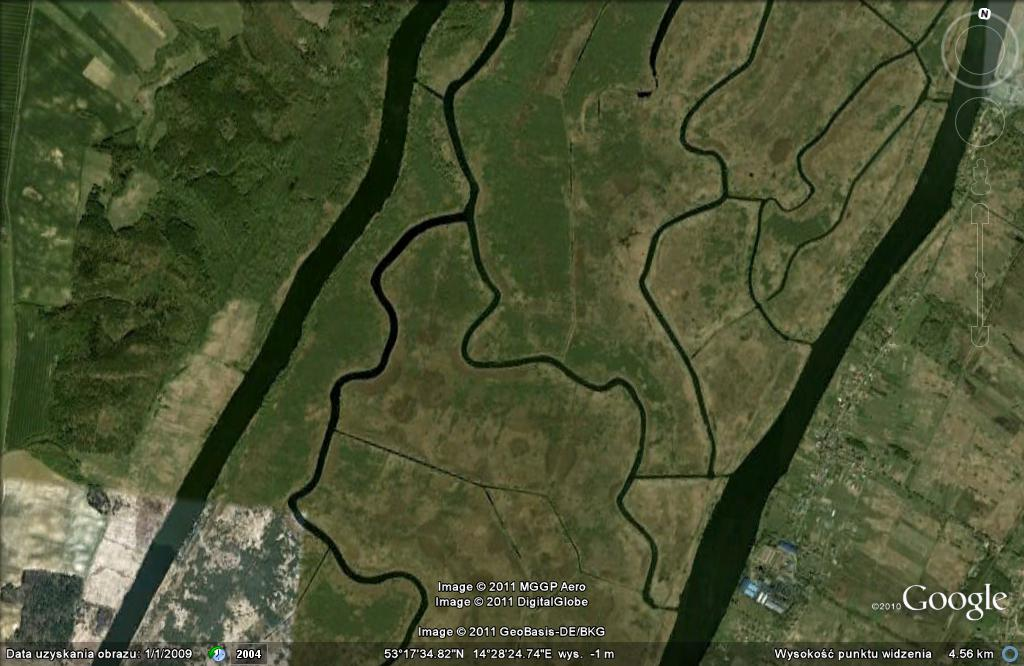 N
Image © 2011 MGGP Aero
Image © 2011 DigitalGlobe
©2010 Google
Image © 2011 GeoBasis-DE/BKG
Data uzyskania obrazu: 1/1/2009 2004 53°17'34.82"N 14°28'24.74"E wys. -1 m Wysokość punktu widzenia 4.56 km